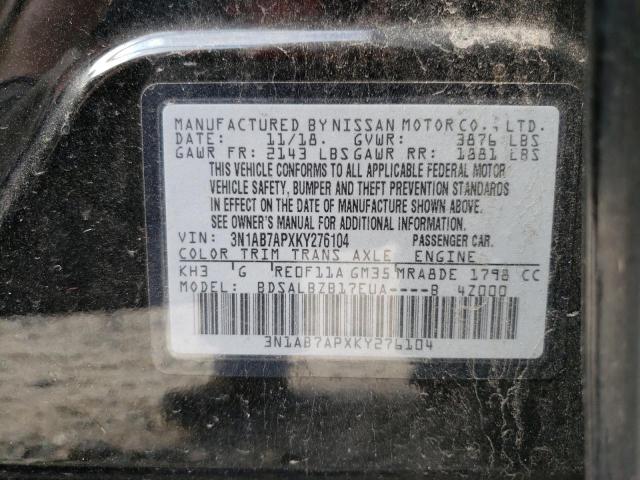 MANUFACTURED BY NISSAN MOTOR CO., LTD.
DATE: 11/18. GVWR: 3876 LBS
GAWR FR: 2143 LBS GAWR RR: 1881 LBS
THIS VEHICLE CONFORMS TO ALL APPLICABLE FEDERAL MOTOR
VEHICLE SAFETY, BUMPER AND THEFT PREVENTION STANDARDS
IN EFFECT ON THE DATE OF MANUFACTURE SHOWN ABOVE.
SEE OWNER'S MANUAL FOR ADDITIONAL INFORMATION.
VIN: 3N1AB7APXKY276104 PASSENGER CAR.
COLOR TRIM TRANS AXLE ENGINE
KH3 G RE0F11A GM35 MRA8DE 1798 CC
MODEL: BDSALBZB17EUA----B 4Z000
3N1AB7APXKY276104